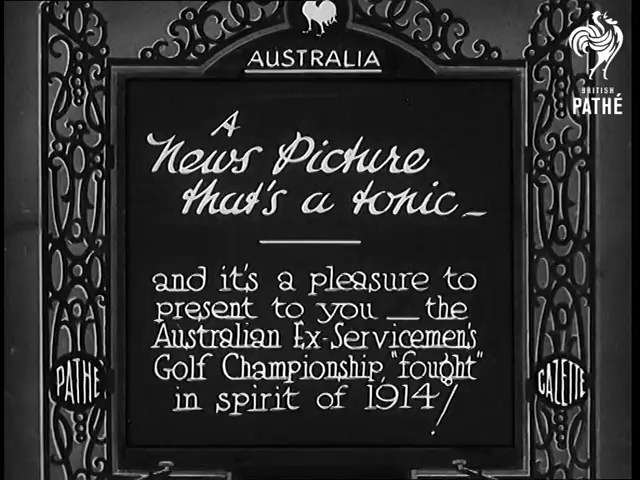 AUSTRALIA
BRITISH
PATHÉ
A
News Picture
that's a tonic _
and it's a pleasure to
present to you — the
Australian Ex-Servicemen's
Golf Championship, "fought"
in spirit of 1914!
PATHE
GAZETTE